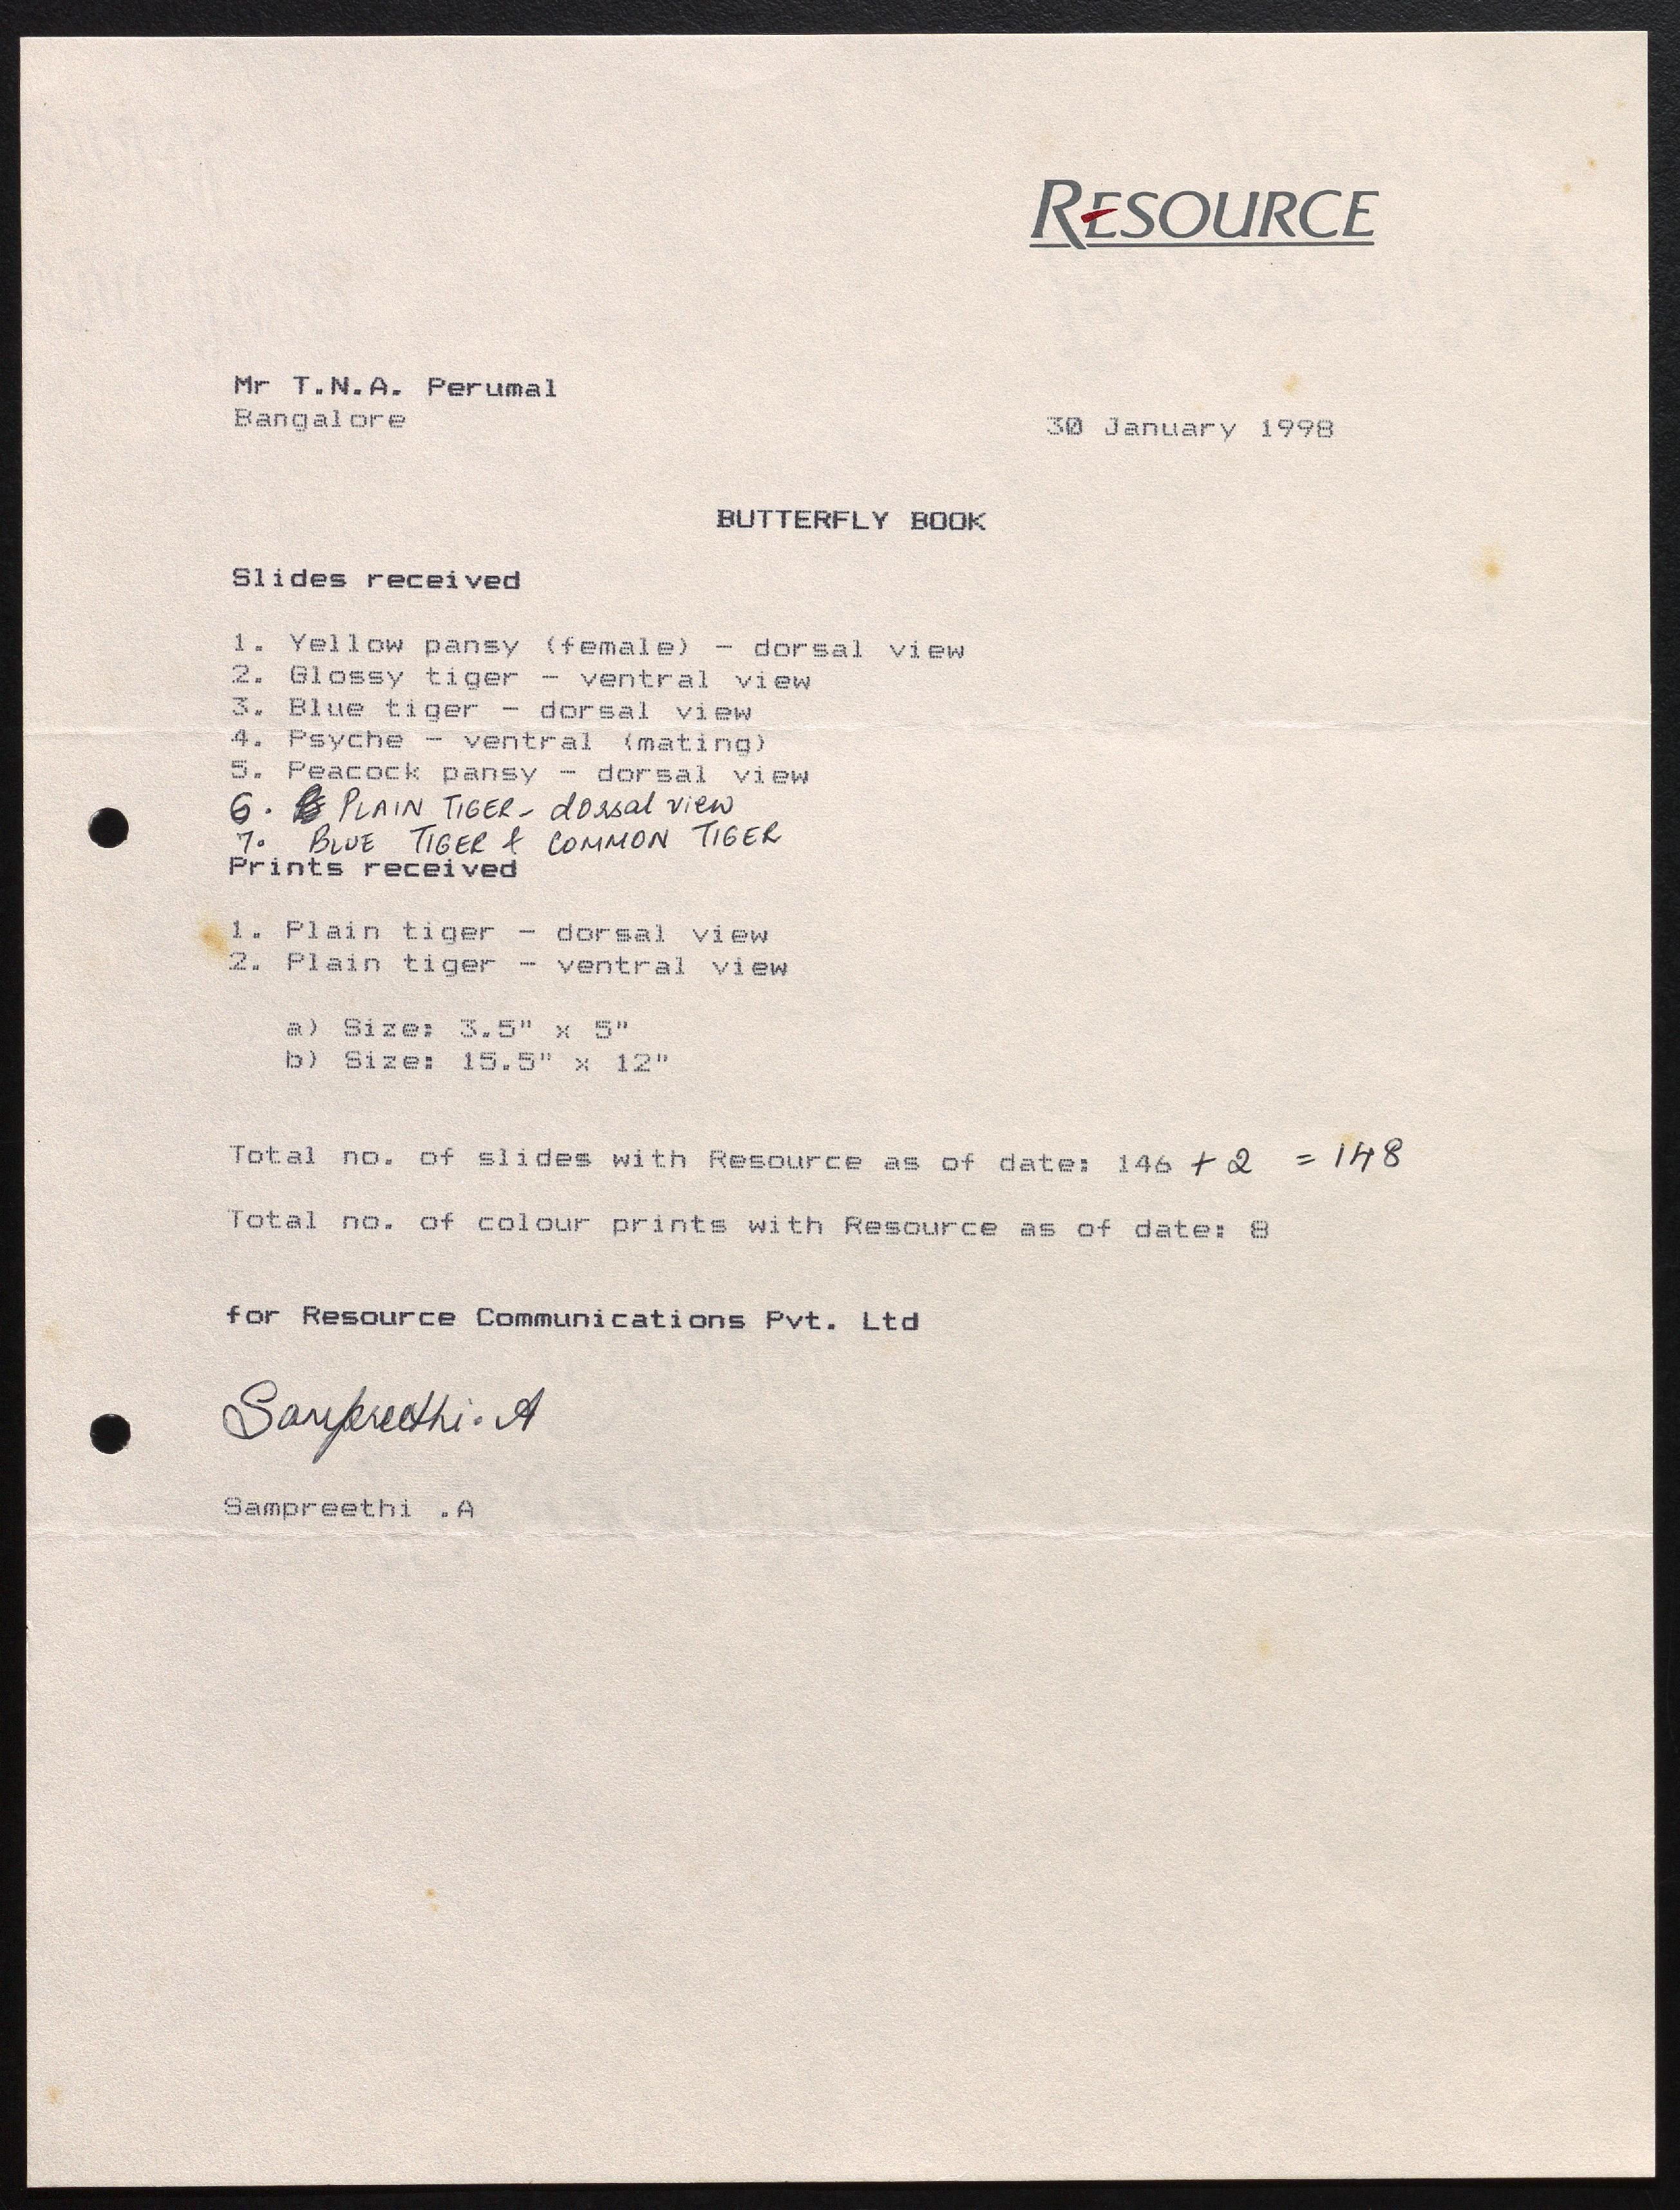 RESOURCE
Mr T.N.A. Perumal
Bangalore
30 January 1998
BUTTERFLY BOOK
Slides received
1. Yellow pansy (female) - dorsal view
2. Glossy tiger - ventral view
3. Blue tiger - dorsal view
4. Psyche - ventral (mating)
5. Peacock pansy - dorsal view
6. PLAIN TIGER - dorsal view
7. BLUE TIGER & COMMON TIGER
Prints received
1. Plain tiger - dorsal view
2. Plain tiger - ventral view
a) Size: 3.5" x 5"
b) Size: 15.5" x 12"
Total no. of slides with Resource as of date: 146 + 2 = 148
Total no. of colour prints with Resource as of date: 8
for Resource Communications Pvt. Ltd
Sampreethi. A
Sampreethi .A